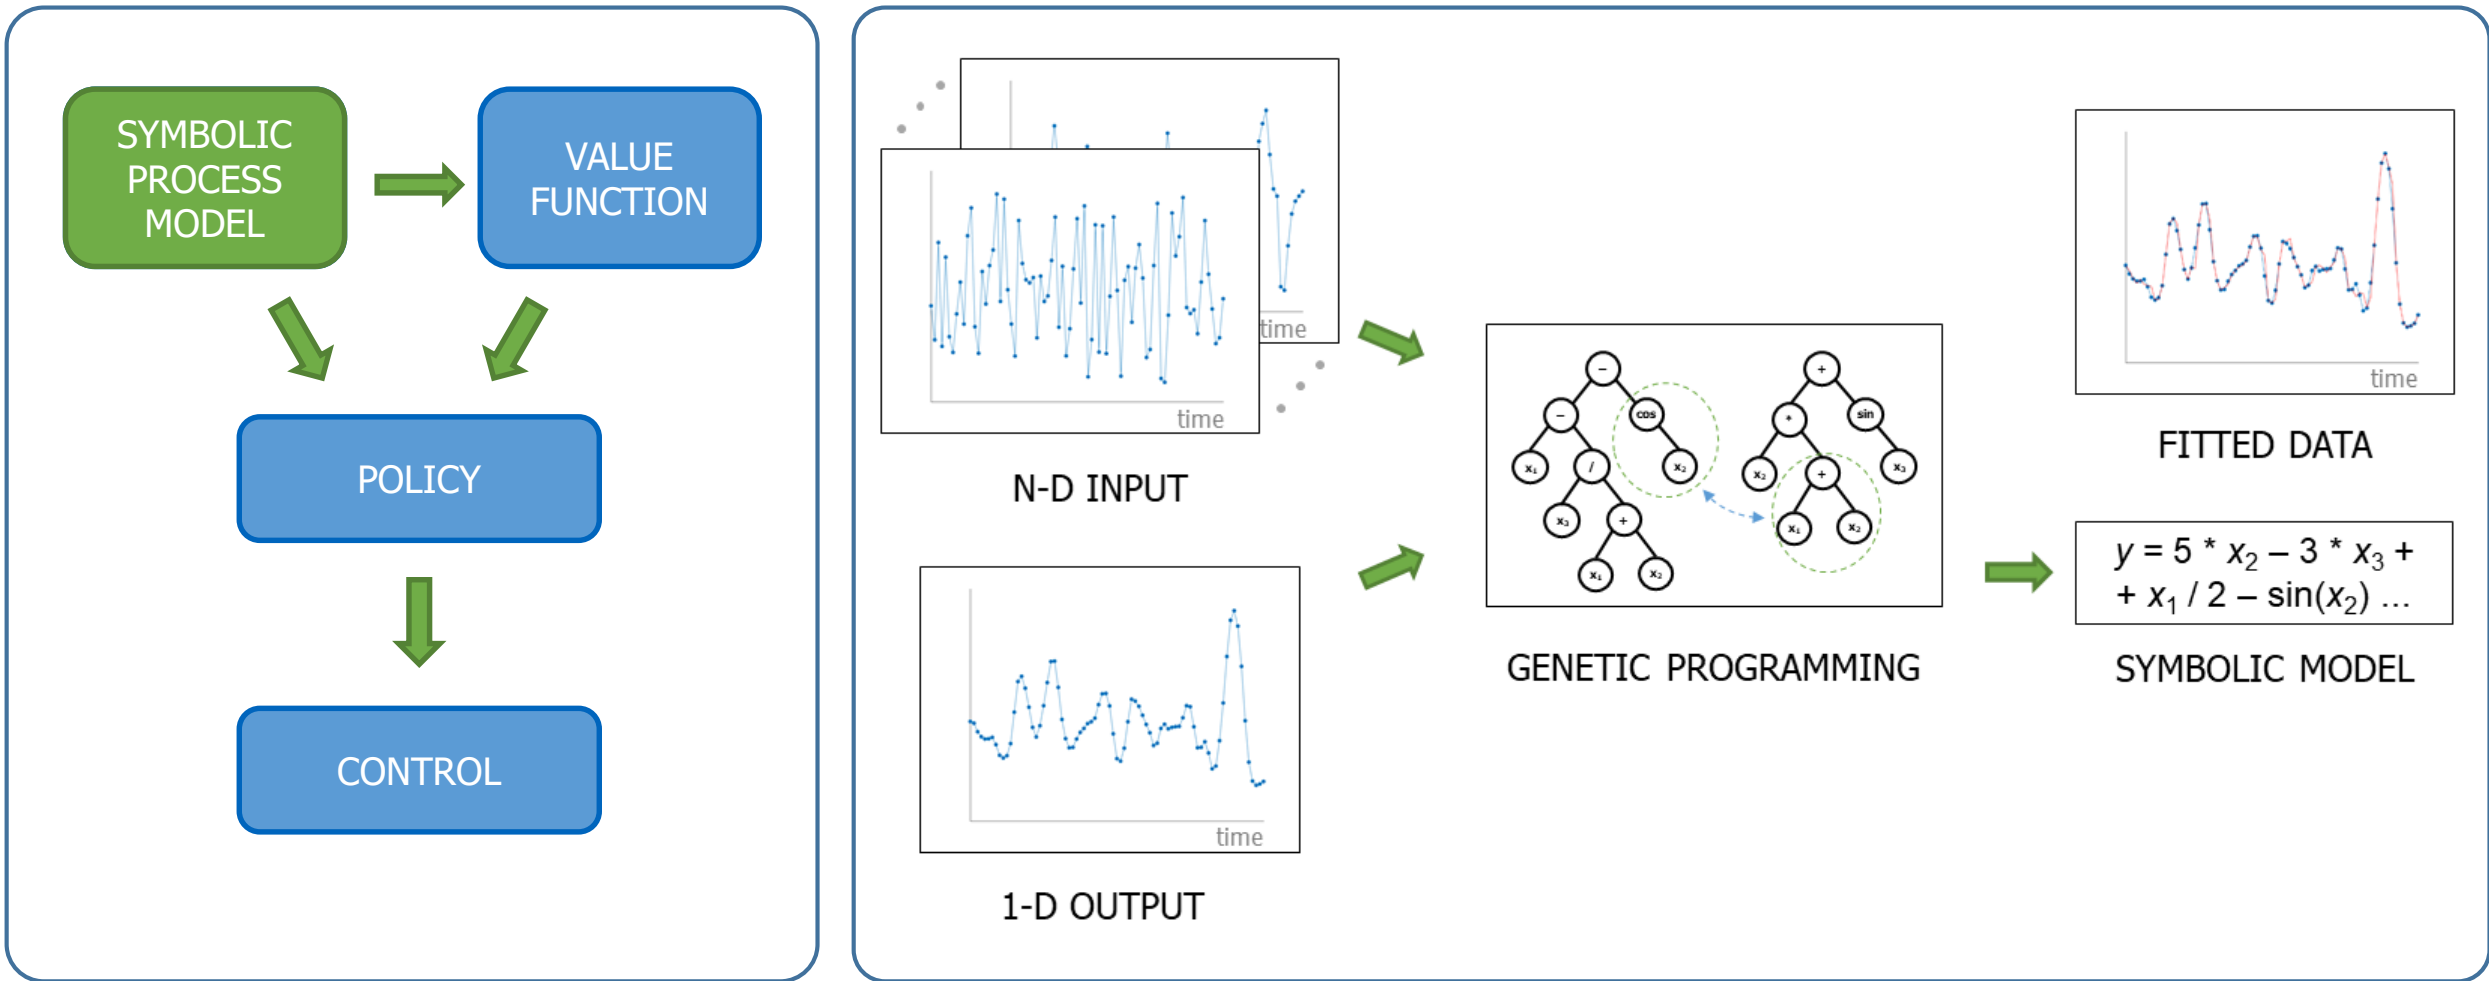 SYMBOLIC
PROCESS
MODEL
VALUE
FUNCTION
POLICY
CONTROL
time
time
N-D INPUT
time
1-D OUTPUT
−
−
cos
x₁
/
x₂
x₃
+
x₁
x₂
+
*
sin
x₂
+
x₃
x₁
x₂
GENETIC PROGRAMMING
time
FITTED DATA
y = 5 * x₂ – 3 * x₃ +
+ x₁ / 2 – sin(x₂) ...
SYMBOLIC MODEL